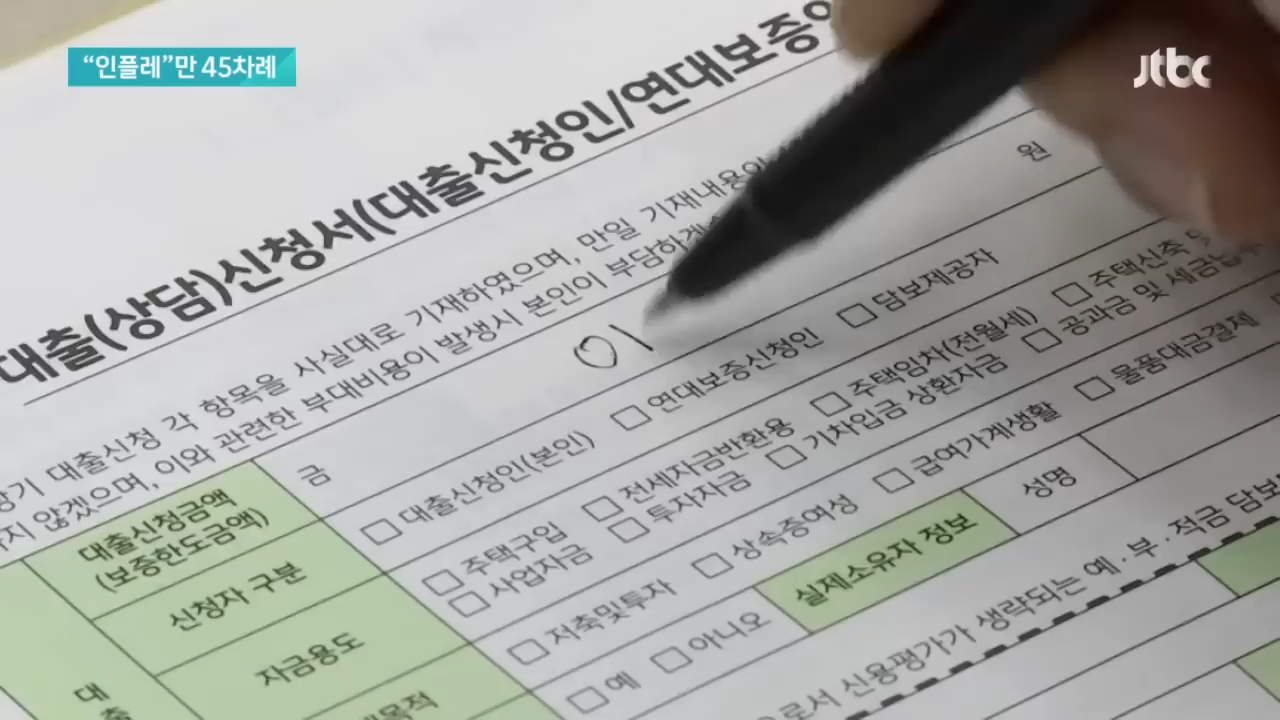 “인플레”만 45차례
jtbc
대출(상담)신청서(대출신청인/연대보증
대출신청 각 항목을 사실대로 기재하였으며, 만일 기재내용이
않겠으며, 이와 관련한 부대비용이 발생시 본인이 부담하겠
대출신청금액
(보증한도금액)
금
이
원
신청자 구분
대출신청인(본인)
연대보증신청인
담보제공자
자금용도
주택구입
전세자금반환용
주택임차(전월세)
주택신축 및
사업자금
투자자금
기차입금 상환자금
공과금 및 세금납부
저축및투자
상속증여성
급여가계생활
물품대금결제
예
아니오
실제소유자 정보
성명
대
출
신용평가가 생략되는 예·부·적금 담보